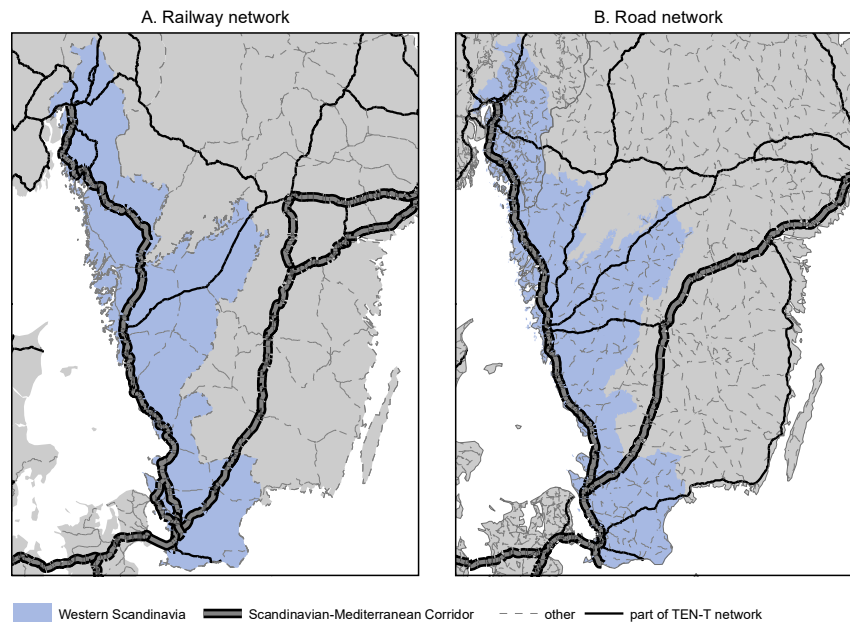 A. Railway network
B. Road network
Western Scandinavia
Scandinavian-Mediterranean Corridor
other
part of TEN-T network